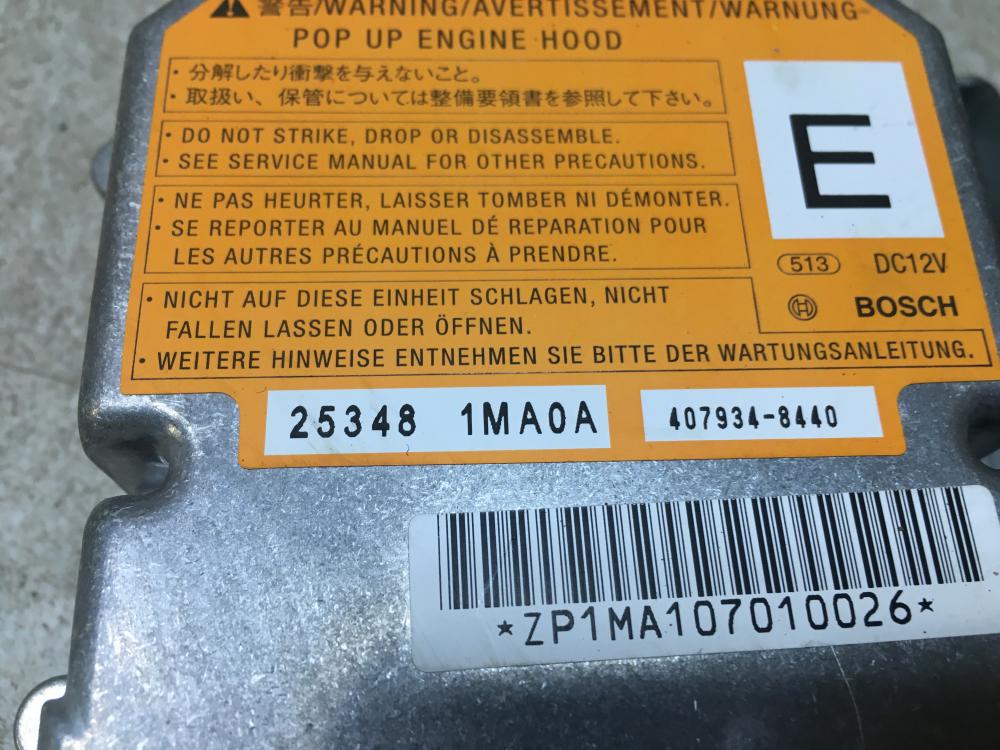 警告/WARNING/AVERTISSEMENT/WARNUNG
POP UP ENGINE HOOD
・分解したり衝撃を与えないこと。
・取扱い、保管については整備要領書を参照して下さい。
・DO NOT STRIKE, DROP OR DISASSEMBLE.
・SEE SERVICE MANUAL FOR OTHER PRECAUTIONS.
・NE PAS HEURTER, LAISSER TOMBER NI DÉMONTER.
・SE REPORTER AU MANUEL DÉ REPARATION POUR
LES AUTRES PRÉCAUTIONS À PRENDRE.
・NICHT AUF DIESE EINHEIT SCHLAGEN, NICHT
FALLEN LASSEN ODER ÖFFNEN.
・WEITERE HINWEISE ENTNEHMEN SIE BITTE DER WARTUNGSANLEITUNG.
E
513 DC12V
BOSCH
25348 1MA0A
407934-8440
*ZP1MA107010026*